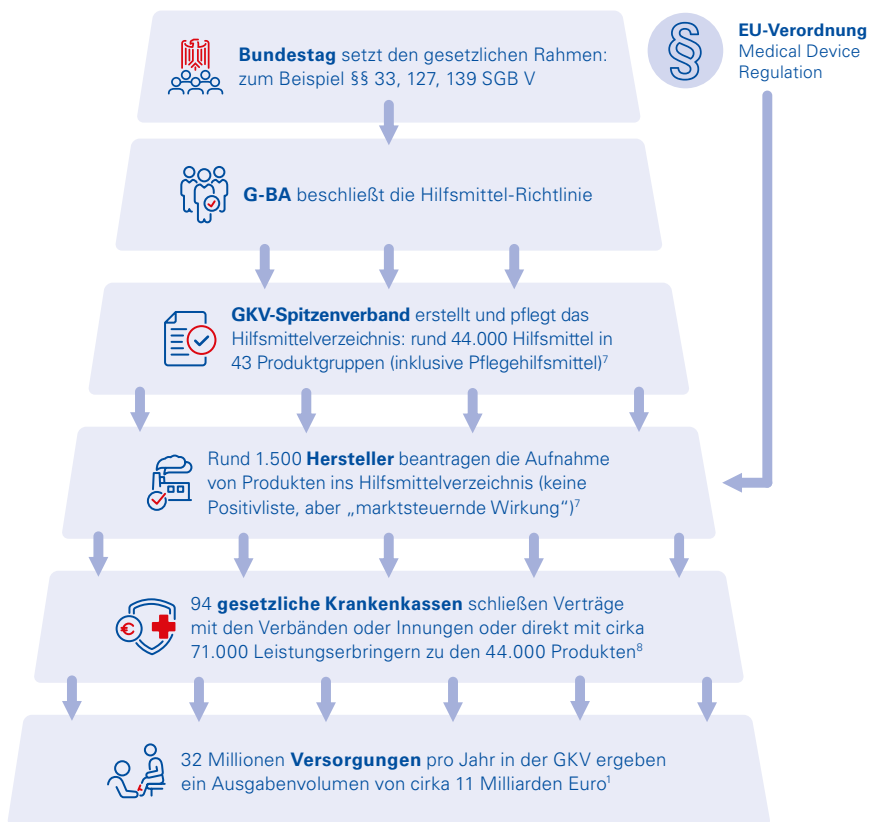 Bundestag setzt den gesetzlichen Rahmen:
zum Beispiel §§ 33, 127, 139 SGB V
§
EU-Verordnung
Medical Device
Regulation
G-BA beschließt die Hilfsmittel-Richtlinie
GKV-Spitzenverband erstellt und pflegt das
Hilfsmittelverzeichnis: rund 44.000 Hilfsmittel in
43 Produktgruppen (inklusive Pflegehilfsmittel)⁷
Rund 1.500 Hersteller beantragen die Aufnahme
von Produkten ins Hilfsmittelverzeichnis (keine
Positivliste, aber „marktsteuernde Wirkung“)⁷
€
94 gesetzliche Krankenkassen schließen Verträge
mit den Verbänden oder Innungen oder direkt mit cirka
71.000 Leistungserbringern zu den 44.000 Produkten⁸
32 Millionen Versorgungen pro Jahr in der GKV ergeben
ein Ausgabenvolumen von cirka 11 Milliarden Euro¹